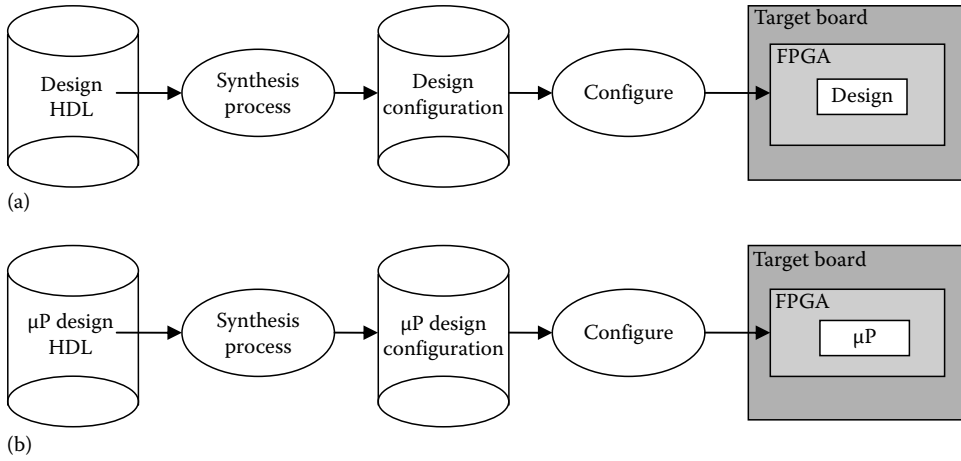 Target board
FPGA
Design
HDL
Synthesis
process
Design
configuration
Configure
Design
(a)
Target board
FPGA
µP design
HDL
Synthesis
process
µP design
configuration
Configure
µP
(b)